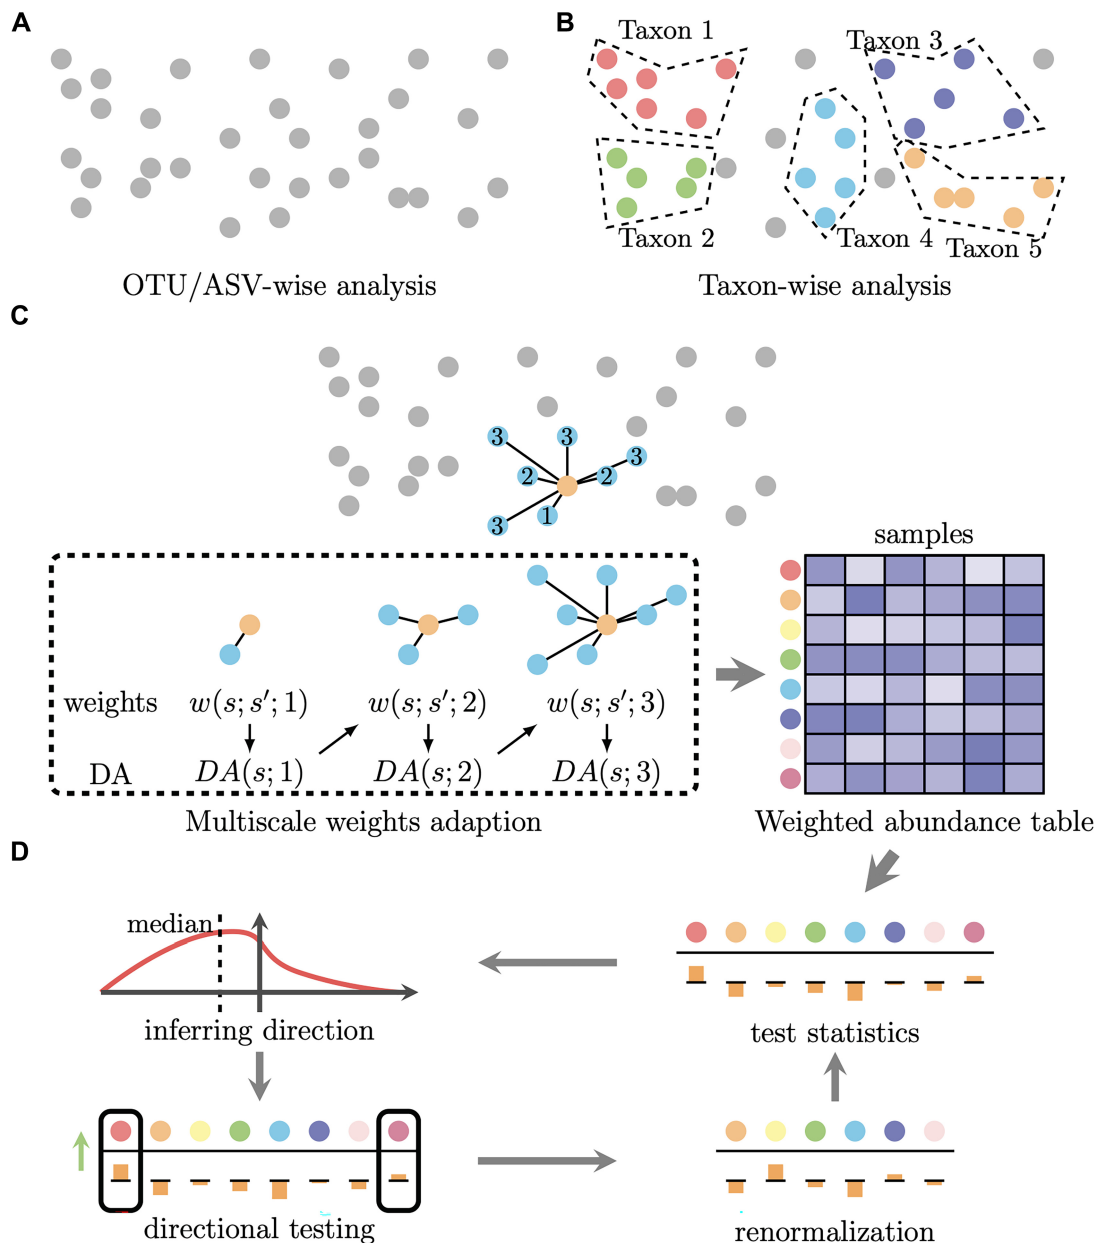 A
B
Taxon 1
Taxon 3
Taxon 2
Taxon 4
Taxon 5
OTU/ASV-wise analysis
Taxon-wise analysis
C
3
3
3
2
2
3
1
samples
weights
w(s; s′; 1)
w(s; s′; 2)
w(s; s′; 3)
DA
DA(s; 1)
DA(s; 2)
DA(s; 3)
Multiscale weights adaption
Weighted abundance table
D
median
inferring direction
test statistics
directional testing
renormalization